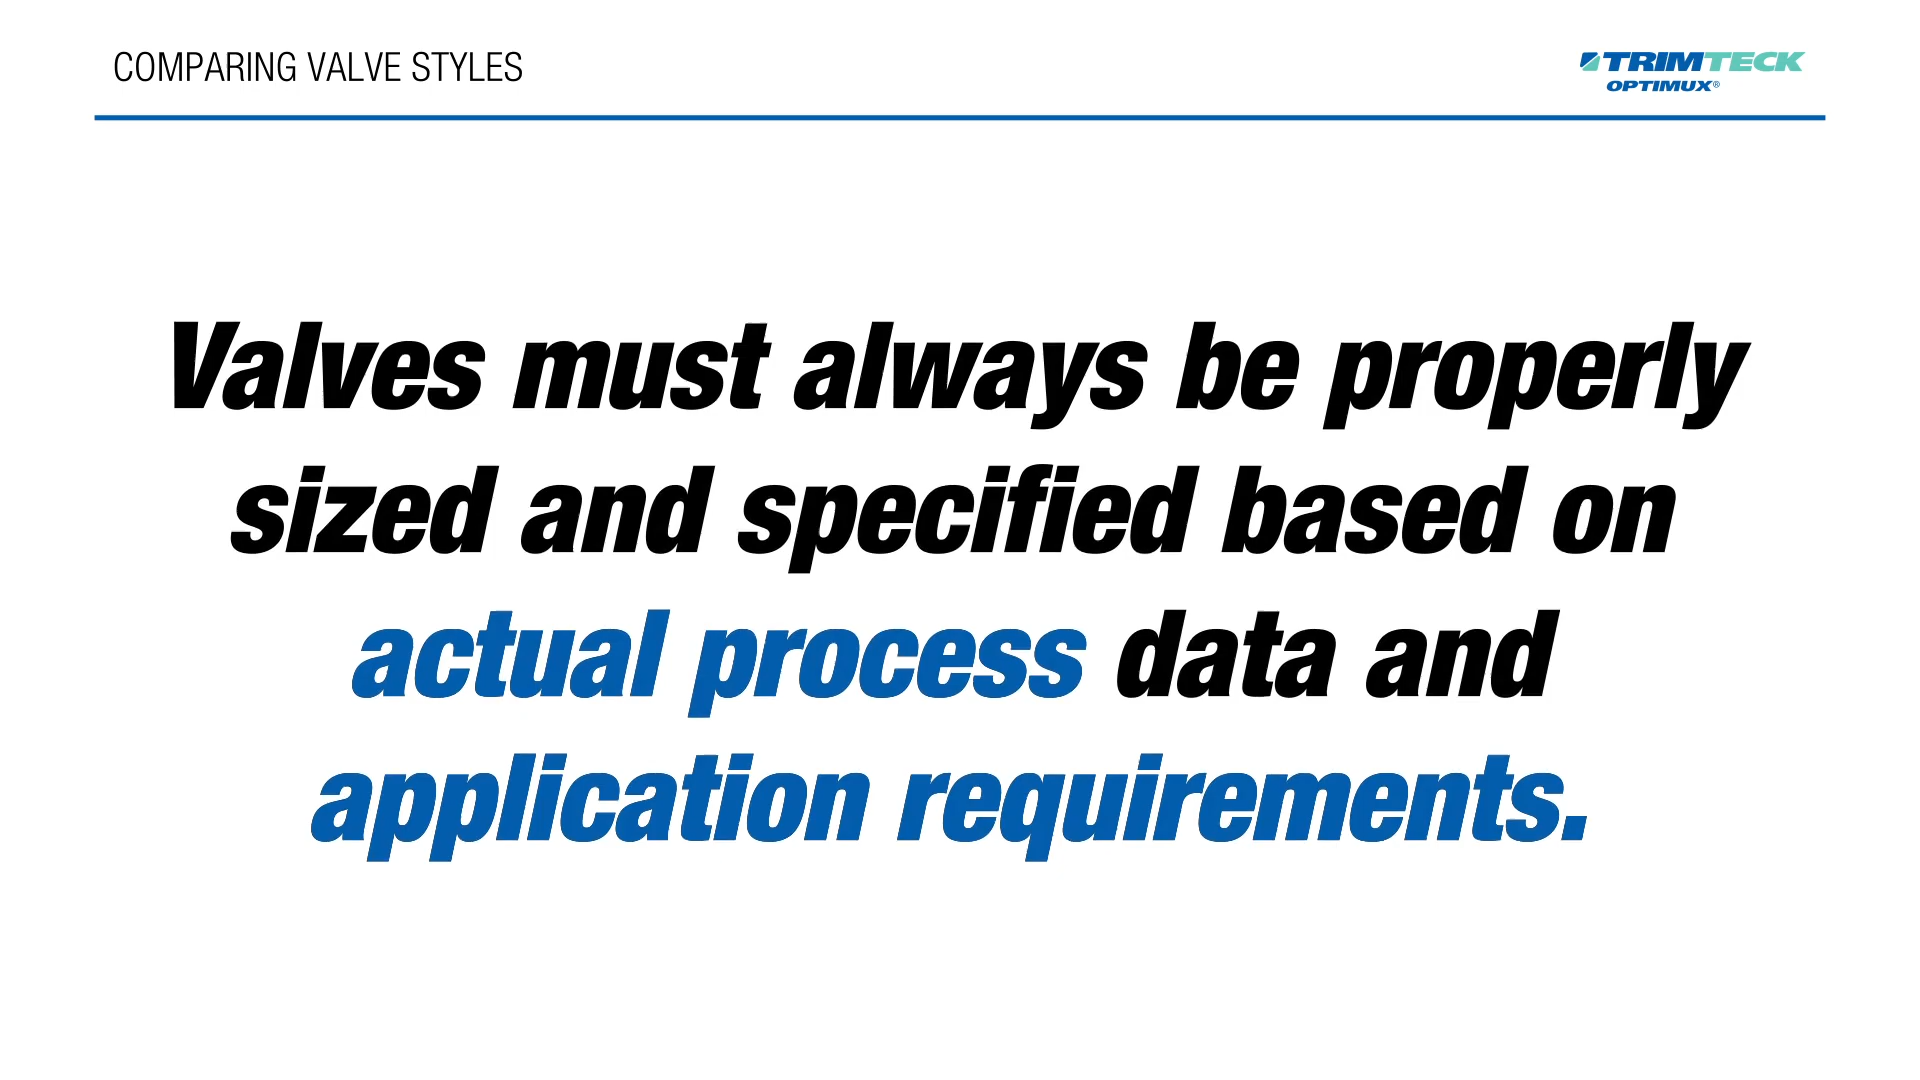 COMPARING VALVE STYLES
TRIMTECK
OPTIMUX®
Valves must always be properly
sized and specified based on
actual process data and
application requirements.